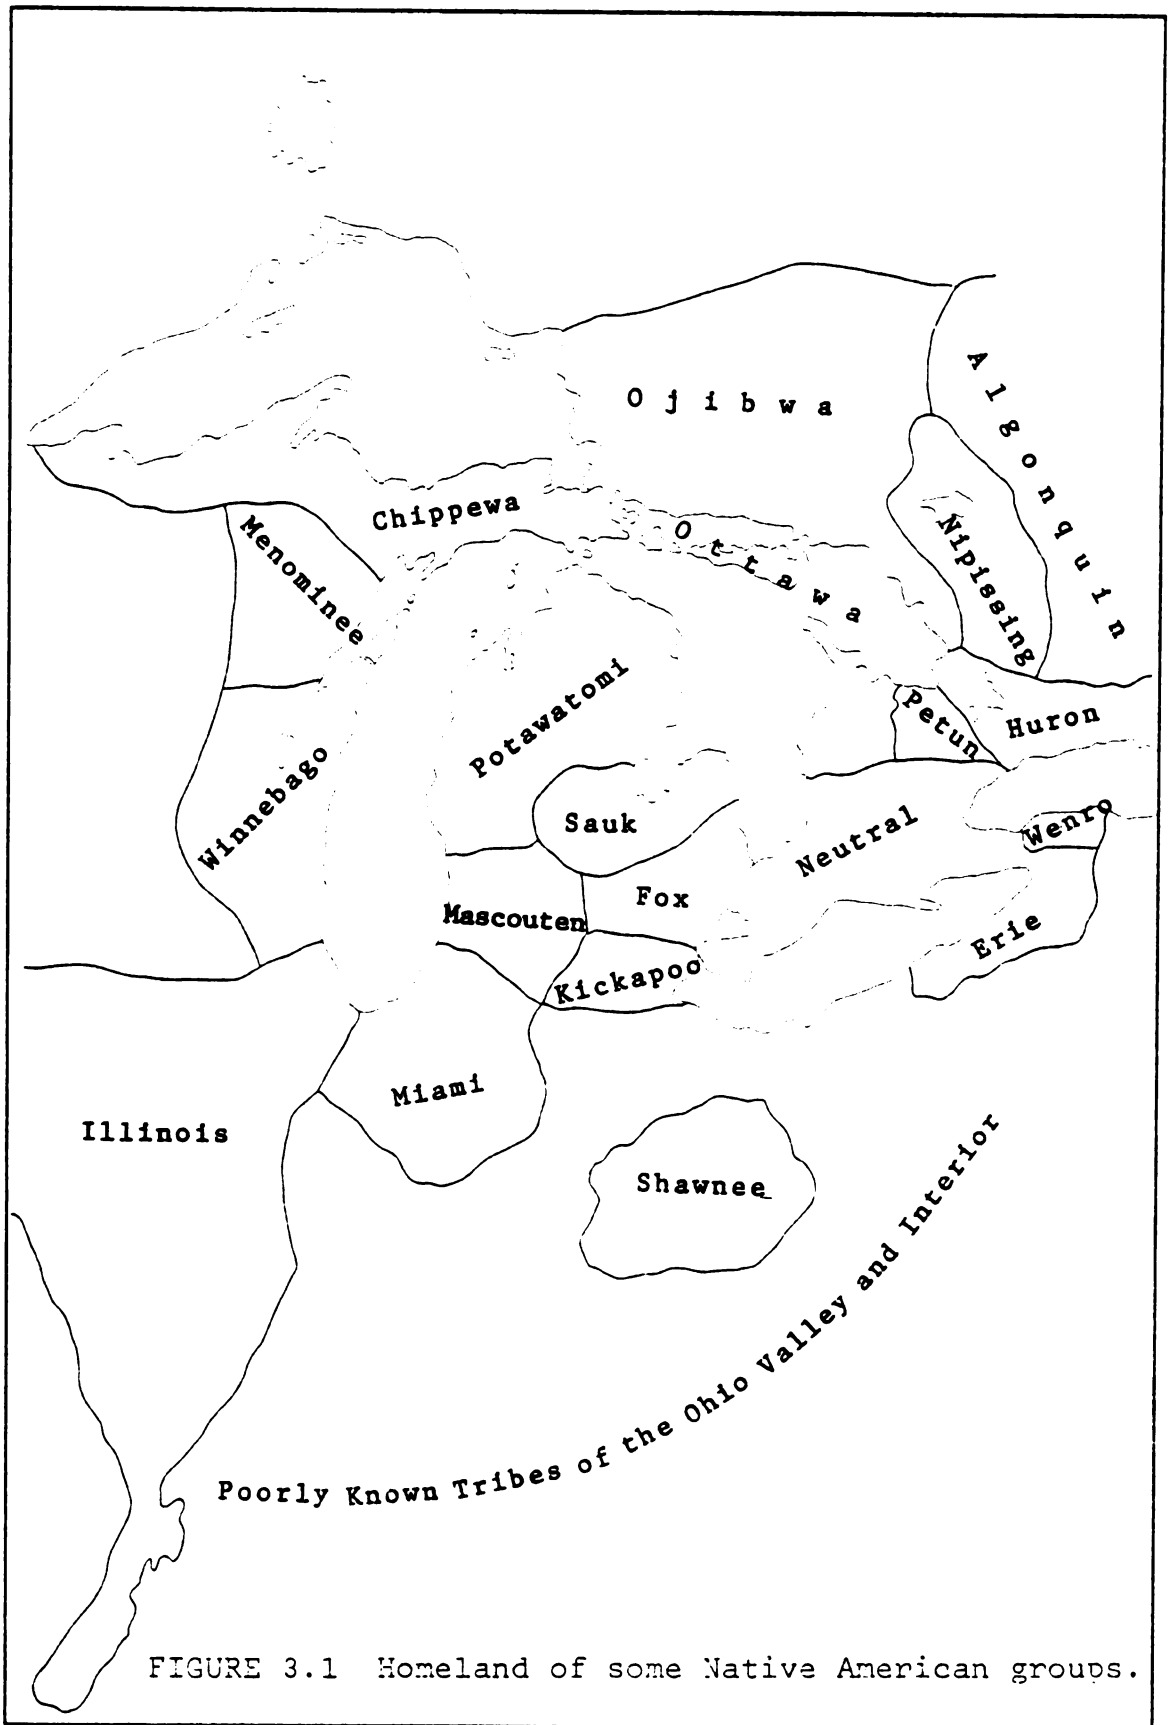 Ojibwa
Algonquin
Chippewa
Ottawa
Menominee
Nipissing
Potawatomi
Petun
Huron
Winnebago
Sauk
Neutral
Wenro
Fox
Mascouten
Erie
Kickapoo
Miami
Illinois
Shawnee
Poorly Known Tribes of the Ohio Valley and Interior
FIGURE 3.1 Homeland of some Native American groups.